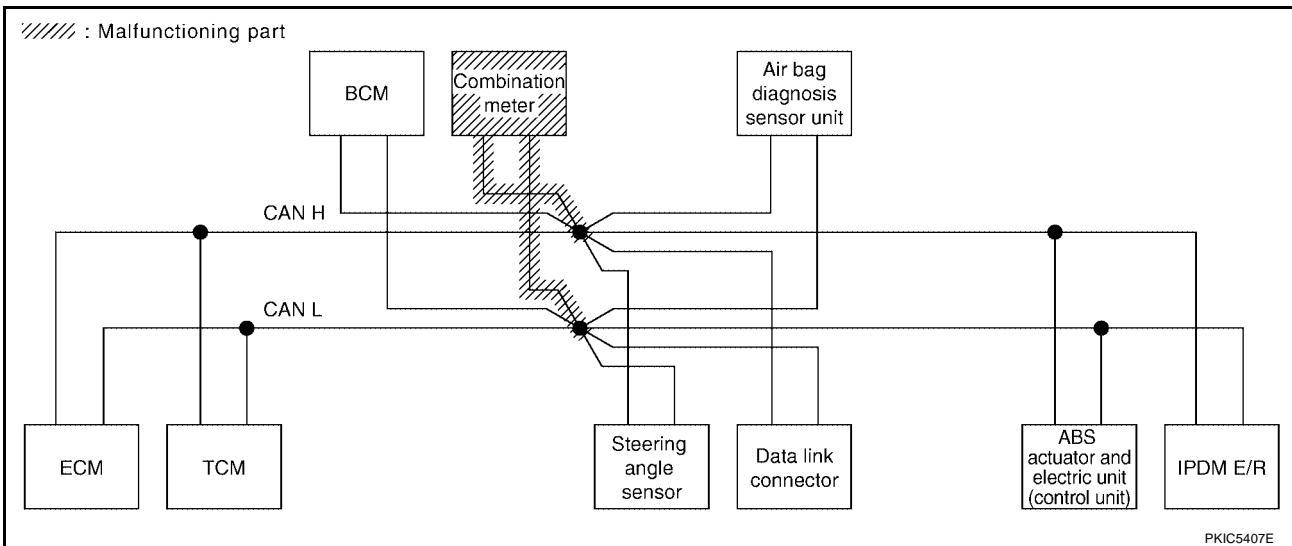 : Malfunctioning part
BCM
Combination
meter
Air bag
diagnosis
sensor unit
CAN H
CAN L
ECM
TCM
Steering
angle
sensor
Data link
connector
ABS
actuator and
electric unit
(control unit)
IPDM E/R
PKIC5407E